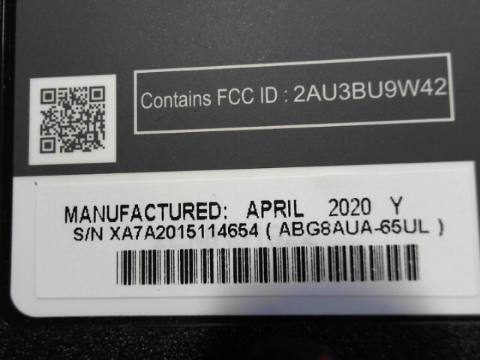 Contains FCC ID : 2AU3BU9W42
MANUFACTURED: APRIL 2020 Y
S/N XA7A2015114654 ( ABG8AUA-65UL )